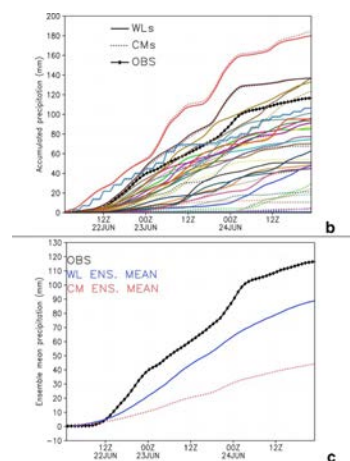 200
180
160
140
120
100
80
60
40
20
0
Accumulated precipitation (mm)
WLs
CMs
OBS
12Z 00Z 12Z 00Z 12Z
22JUN 23JUN 24JUN
b
130
120
110
100
90
80
70
60
50
40
30
20
10
0
−10
Ensemble mean precipitation (mm)
OBS
WL ENS. MEAN
CM ENS. MEAN
12Z 00Z 12Z 00Z 12Z
22JUN 23JUN 24JUN
c